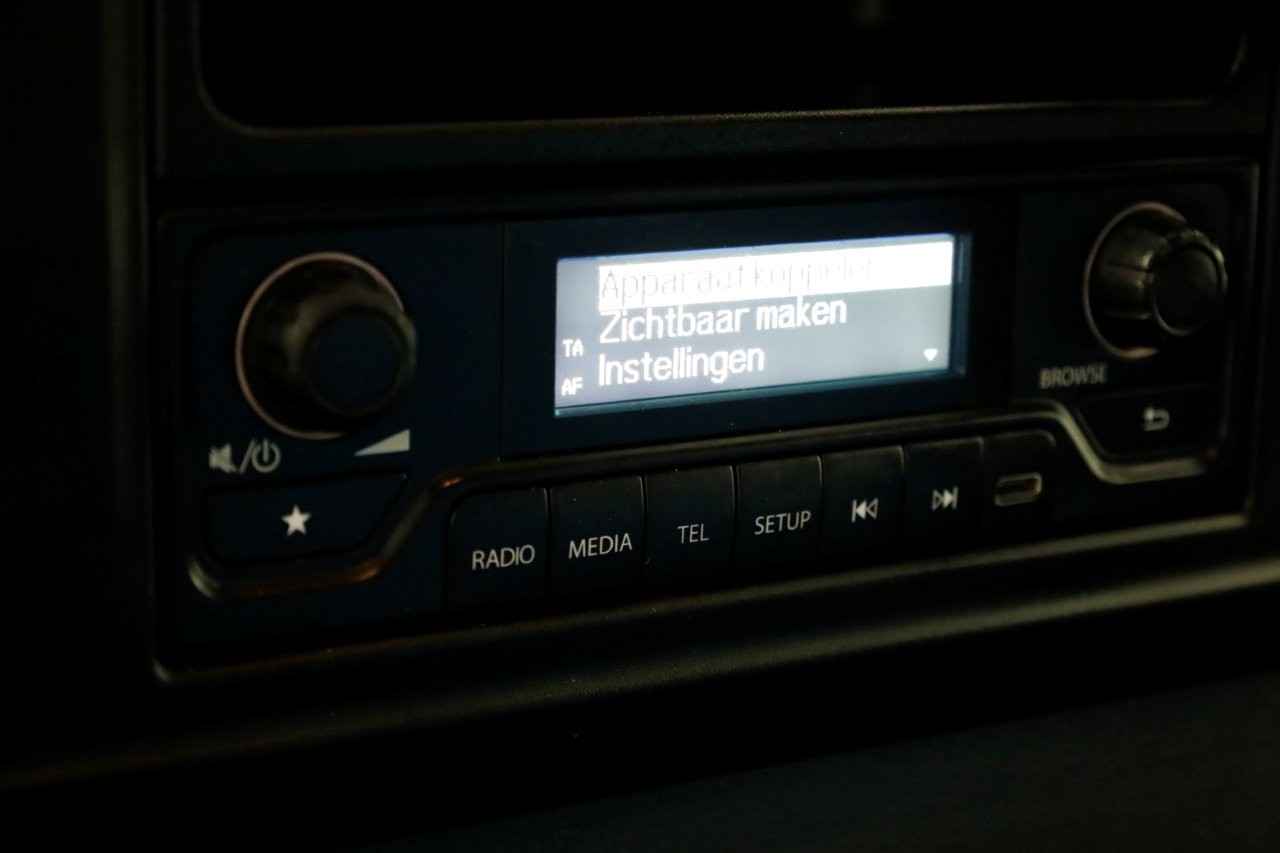 Apparaat koppelen
Zichtbaar maken
TA
Instellingen
AF
BROWSE
RADIO
MEDIA
TEL
SETUP